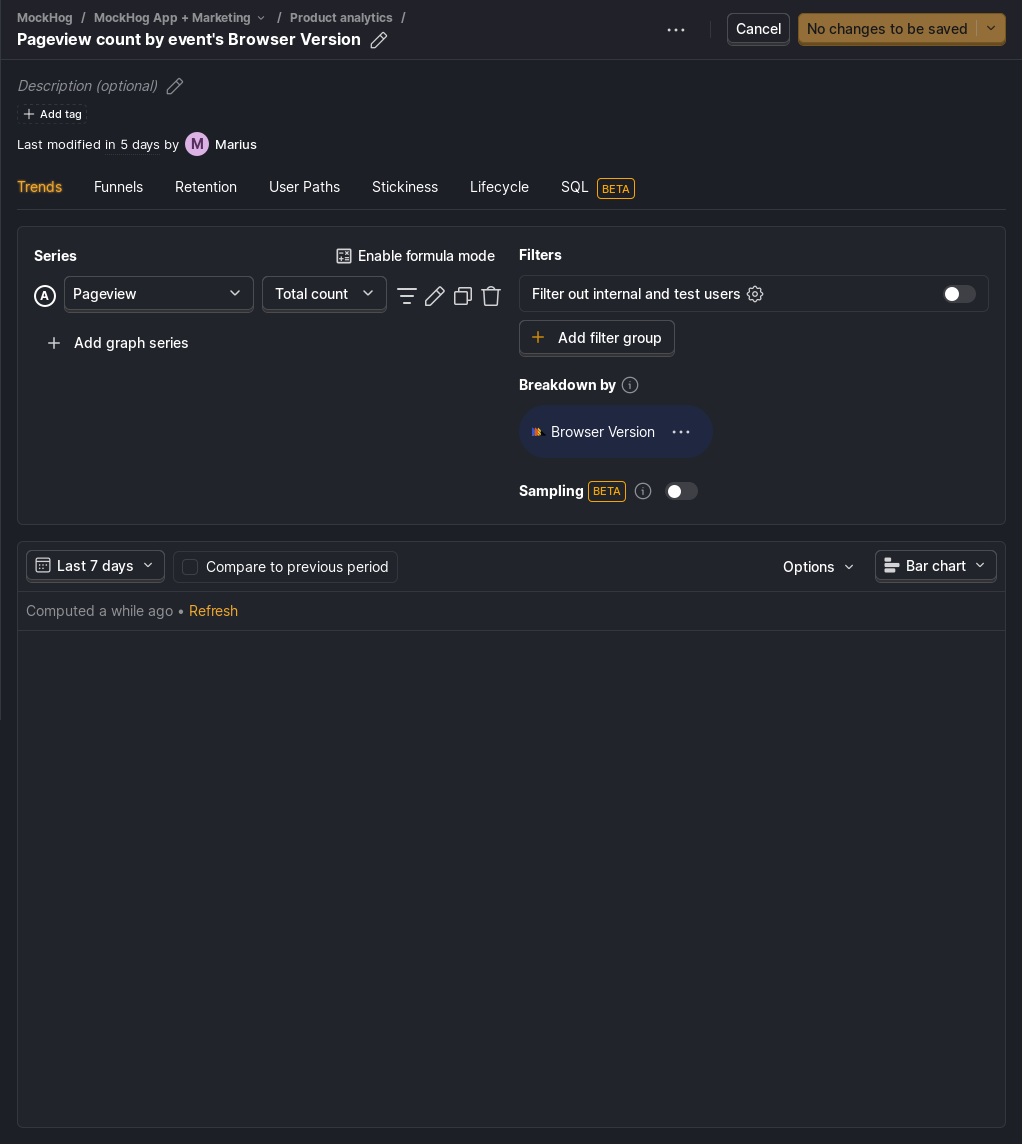 MockHog / MockHog App + Marketing / Product analytics /
Pageview count by event's Browser Version
Cancel
No changes to be saved
Description (optional)
Add tag
Last modified in 5 days by M Marius
Trends Funnels Retention User Paths Stickiness Lifecycle SQL BETA
Series
Enable formula mode
A Pageview Total count
Add graph series
Filters
Filter out internal and test users
Add filter group
Breakdown by
Browser Version
Sampling BETA
Last 7 days
Compare to previous period
Options
Bar chart
Computed a while ago • Refresh